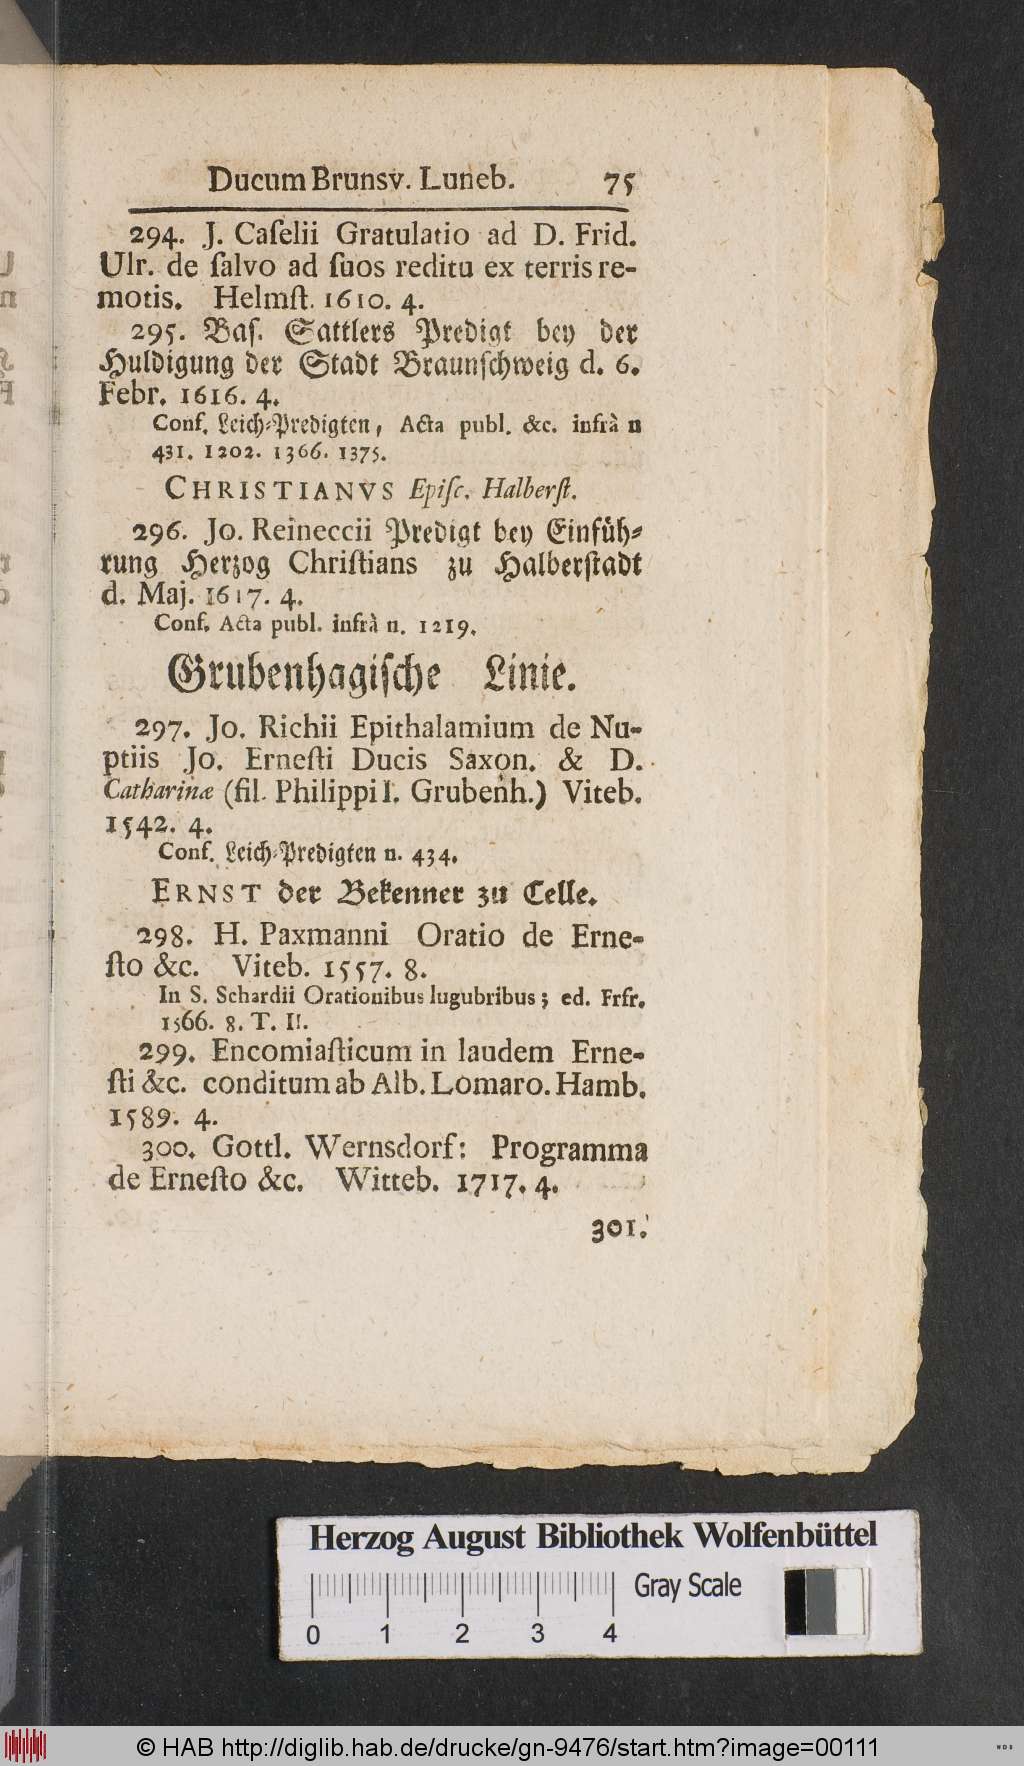 Ducum Brunsv. Luneb. 75
294. J. Caſelii Gratulatio ad D. Frid.
Ulr. de ſalvo ad ſuos reditu ex terris re-
motis. Helmſt. 1610. 4.
295. Baſ. Sattlers Predigt bey der
Huldigung der Stadt Braunſchweig d. 6.
Febr. 1616. 4.
Conf. Leich-Predigten, Acta publ. &c. infrà n
431. 1202. 1366. 1375.
CHRISTIANVS Epiſc. Halberſt.
296. Jo. Reineccii Predigt bey Einfüh-
rung Herzog Chriſtians zu Halberſtadt
d. Maj. 1617. 4.
Conf. Acta publ. infrà n. 1219.
Grubenhagiſche Linie.
297. Jo. Richii Epithalamium de Nu-
ptiis Jo. Erneſti Ducis Saxon. & D.
Catharinæ (fil. Philippi I. Grubenh.) Viteb.
1542. 4.
Conf. Leich-Predigten n. 434.
ERNST der Bekenner zu Celle.
298. H. Paxmanni Oratio de Erne-
ſto &c. Viteb. 1557. 8.
In S. Schardii Orationibus lugubribus; ed. Frfr.
1566. 8. T. II.
299. Encomiaſticum in laudem Erne-
ſti &c. conditum ab Alb. Lomaro. Hamb.
1589. 4.
300. Gottl. Wernsdorf: Programma
de Erneſto &c. Witteb. 1717. 4.
301.
Herzog August Bibliothek Wolfenbüttel
Gray Scale
0 1 2 3 4
© HAB http://diglib.hab.de/drucke/gn-9476/start.htm?image=00111